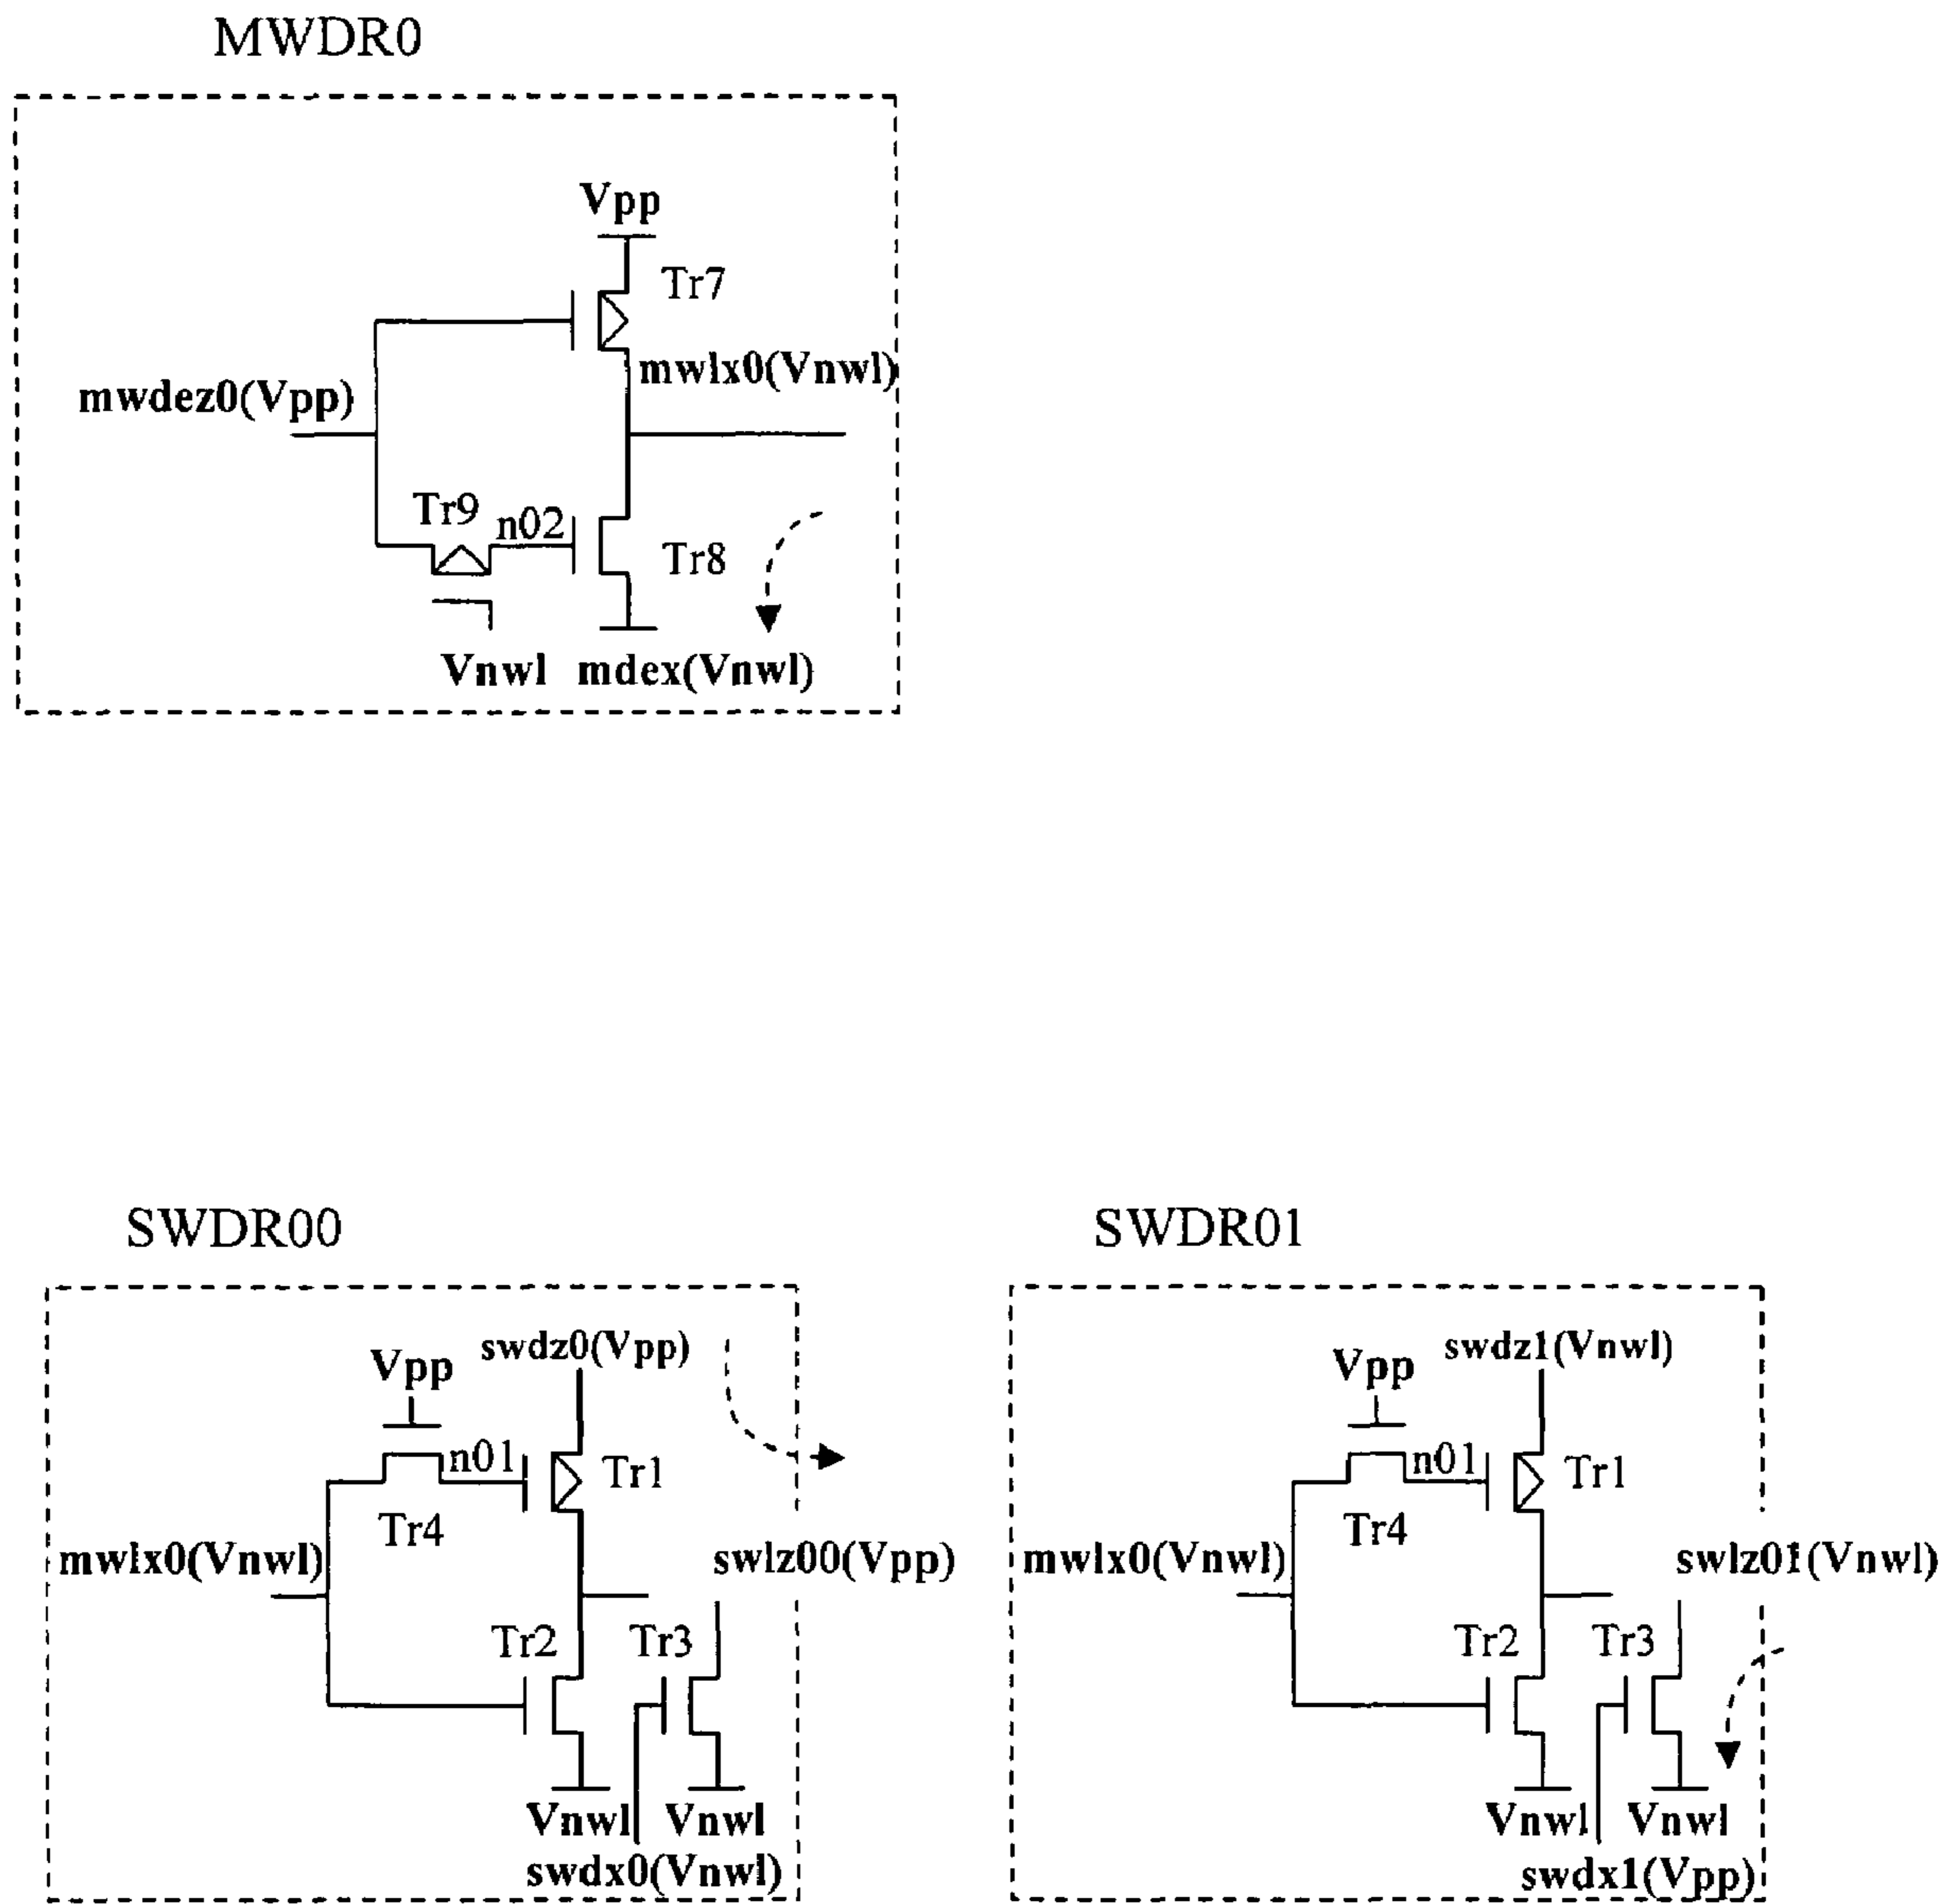 MWDR0
Vpp
Tr7
mwlx0(Vnwl)
mwdez0(Vpp)
Tr9
n02
Tr8
Vnwl
mdex(Vnwl)
SWDR00
swdz0(Vpp)
Vpp
n01
Tr1
Tr4
mwlx0(Vnwl)
swlz00(Vpp)
Tr2
Tr3
Vnwl
Vnwl
swdx0(Vnwl)
SWDR01
swdz1(Vnwl)
Vpp
n01
Tr1
Tr4
mwlx0(Vnwl)
swlz01(Vnwl)
Tr2
Tr3
Vnwl
Vnwl
swdx1(Vpp)